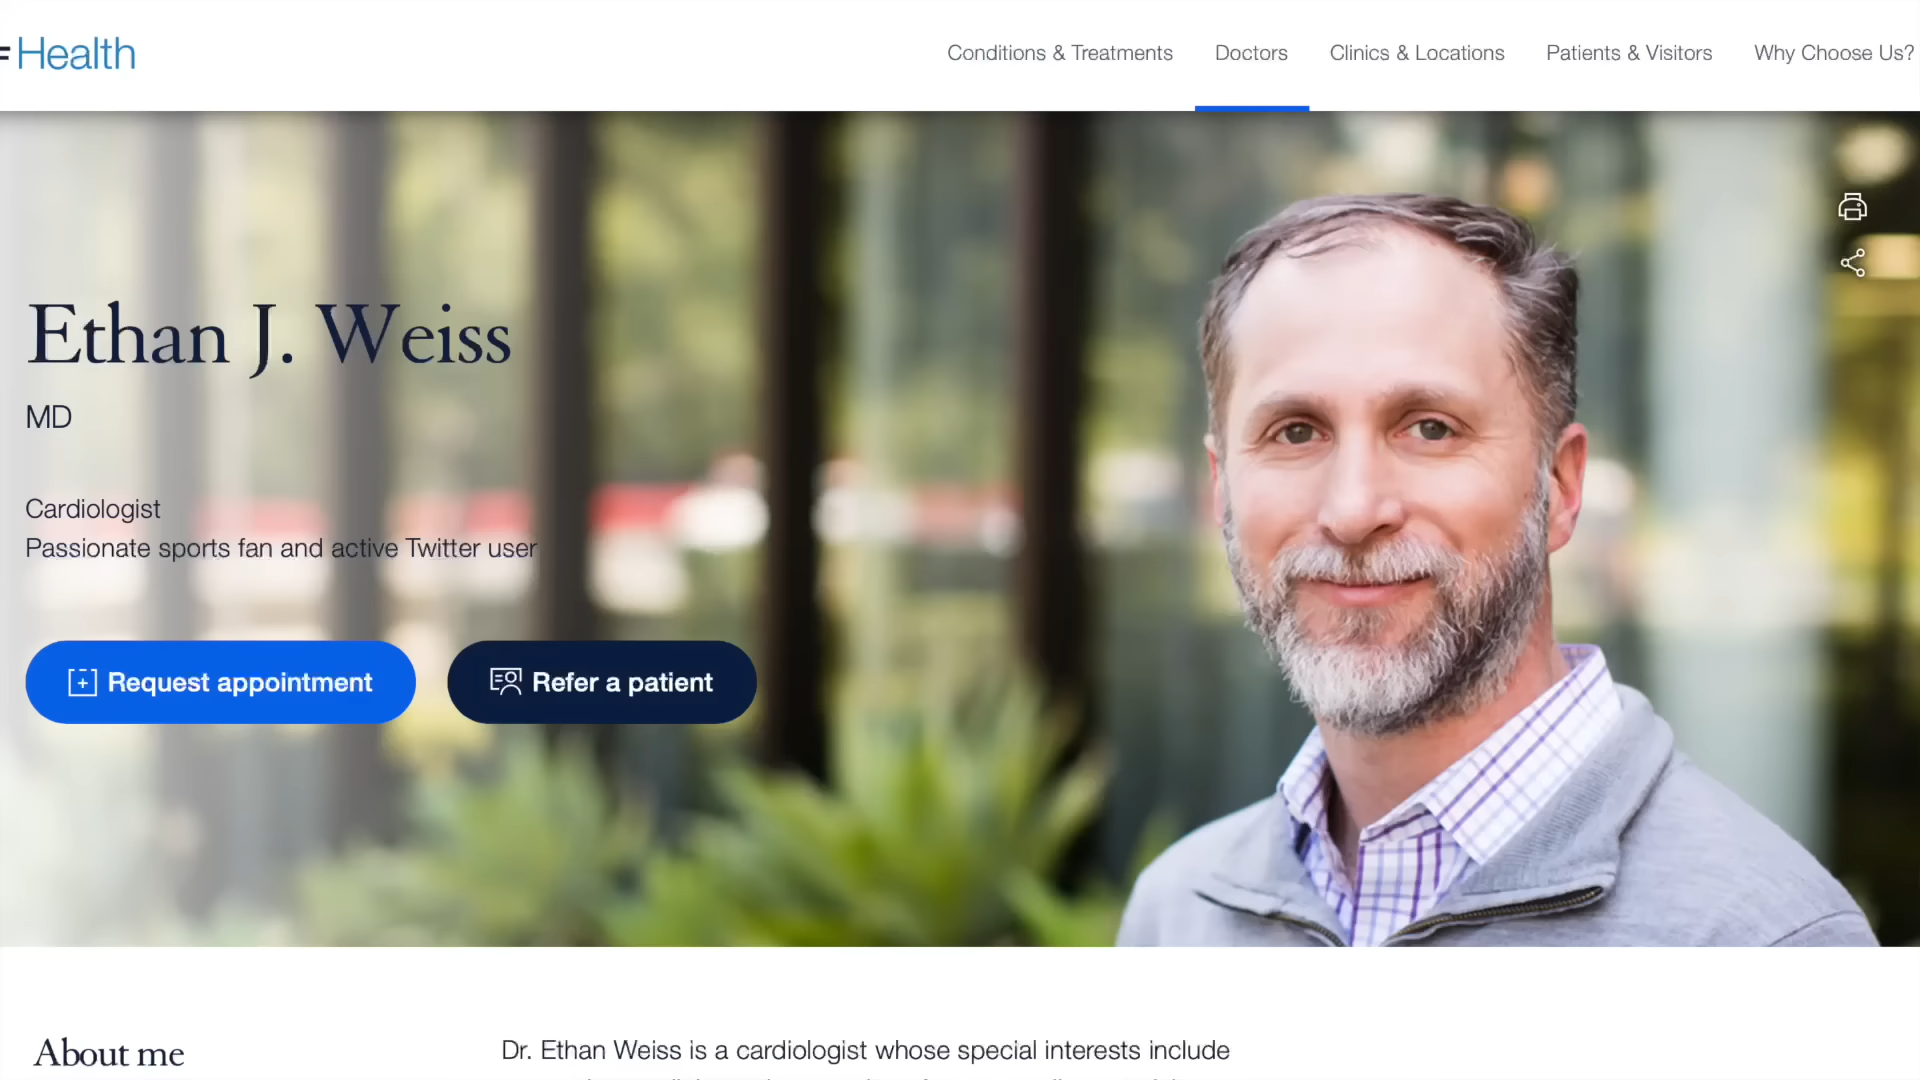 Health
Conditions & Treatments
Doctors
Clinics & Locations
Patients & Visitors
Why Choose Us?
Ethan J. Weiss
MD
Cardiologist
Passionate sports fan and active Twitter user
Request appointment
Refer a patient
About me
Dr. Ethan Weiss is a cardiologist whose special interests include